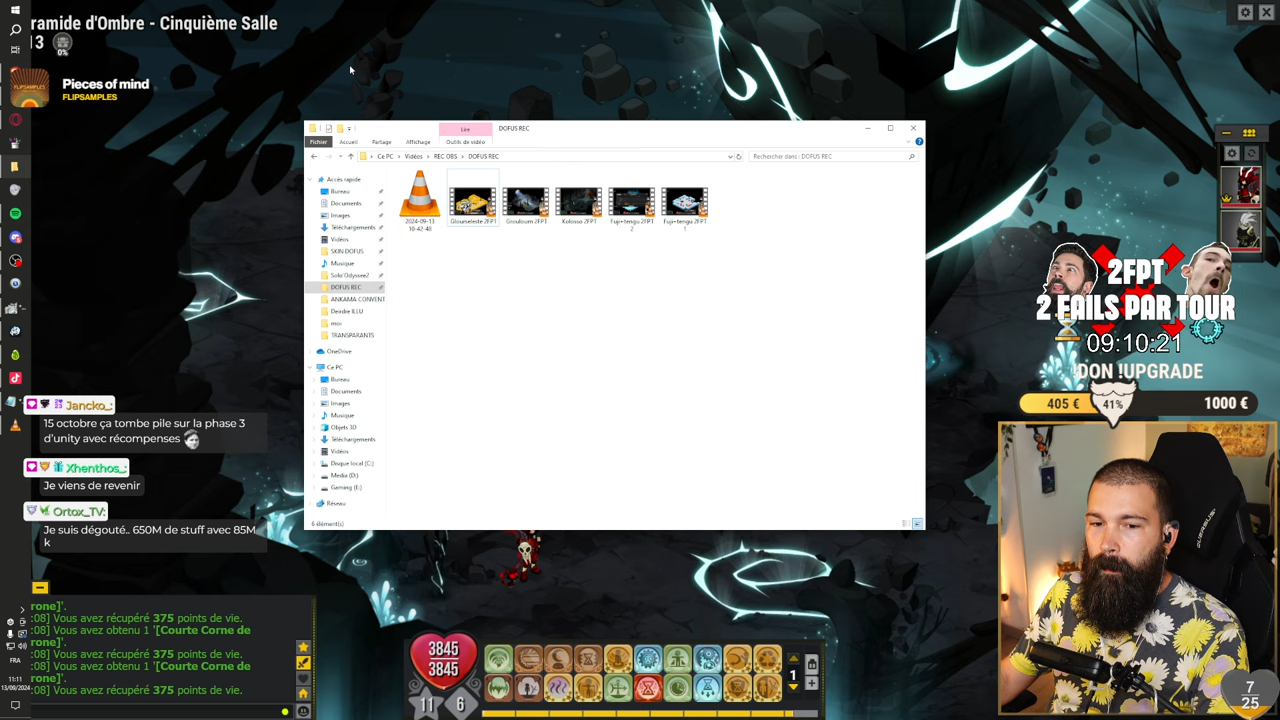 ramide d'Ombre - Cinquième Salle
13
0%
FLIPSAMPLES
Pieces of mind
FLIPSAMPLES
Lire
DOFUS REC
Fichier
Accueil
Partage
Affichage
Outils de vidéo
Ce PC > Vidéos > REC OBS > DOFUS REC
Rechercher dans : DOFUS REC
Accès rapide
Bureau
Documents
Images
Téléchargements
Vidéos
SKIN DOFUS
Musique
Solo'Odyssee2
DOFUS REC
ANKAMA CONVENT
Deirdre ILLU
moi
TRANSPARANTS
OneDrive
Ce PC
Bureau
Documents
Images
Musique
Objets 3D
Téléchargements
Vidéos
Disque local (C:)
Media (D:)
Gaming (E:)
Réseau
6 élément(s)
2024-09-13
10-42-48
Glourseleste 2FPT
Grouloum 2FPT
Kolosso 2FPT
Fuji+tengu 2FPT
2
Fuji+tengu 2FPT
1
2FPT
2 FAILS PAR TOUR
09:10:21
DON !UPGRADE
405 €
41%
1000 €
Jancko_:
15 octobre ça tombe pile sur la phase 3
d'unity avec récompenses
Xhenthos_:
Je viens de revenir
Ortox_TV:
Je suis dégouté.. 650M de stuff avec 85M
k
rone]'.
:08] Vous avez récupéré 375 points de vie.
:08] Vous avez obtenu 1 '[Courte Corne de
rone]'.
:08] Vous avez récupéré 375 points de vie.
:08] Vous avez obtenu 1 '[Courte Corne de
rone]'.
:08] Vous avez récupéré 375 points de vie.
FRA
11:11
13/09/2024
3845
3845
11
6
1
7
25